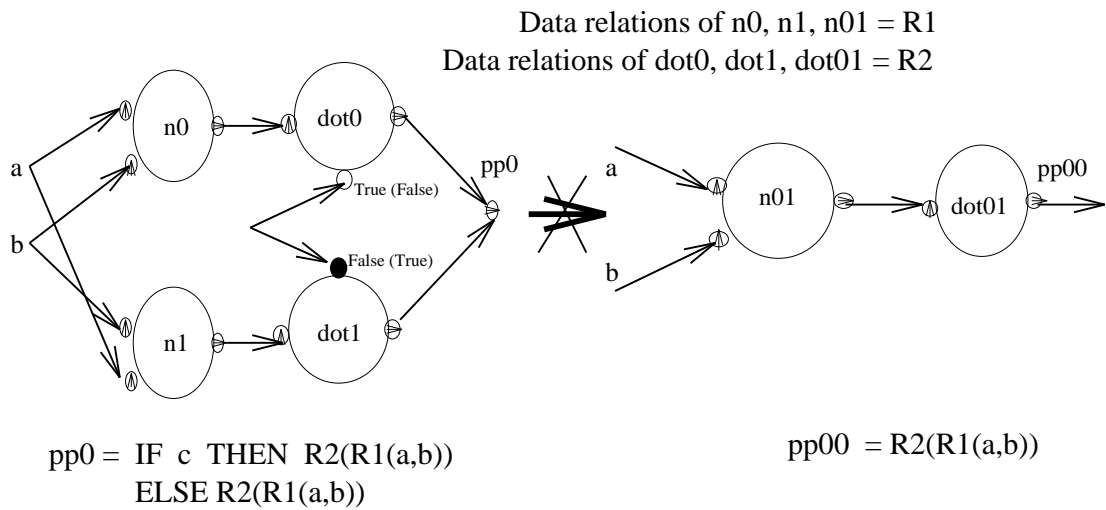 Data relations of n0, n1, n01 = R1
Data relations of dot0, dot1, dot01 = R2
n0
dot0
a
b
True (False)
pp0
False (True)
n1
dot1
a
b
n01
dot01
pp00
pp0 = IF c THEN R2(R1(a,b))
ELSE R2(R1(a,b))
pp00 = R2(R1(a,b))